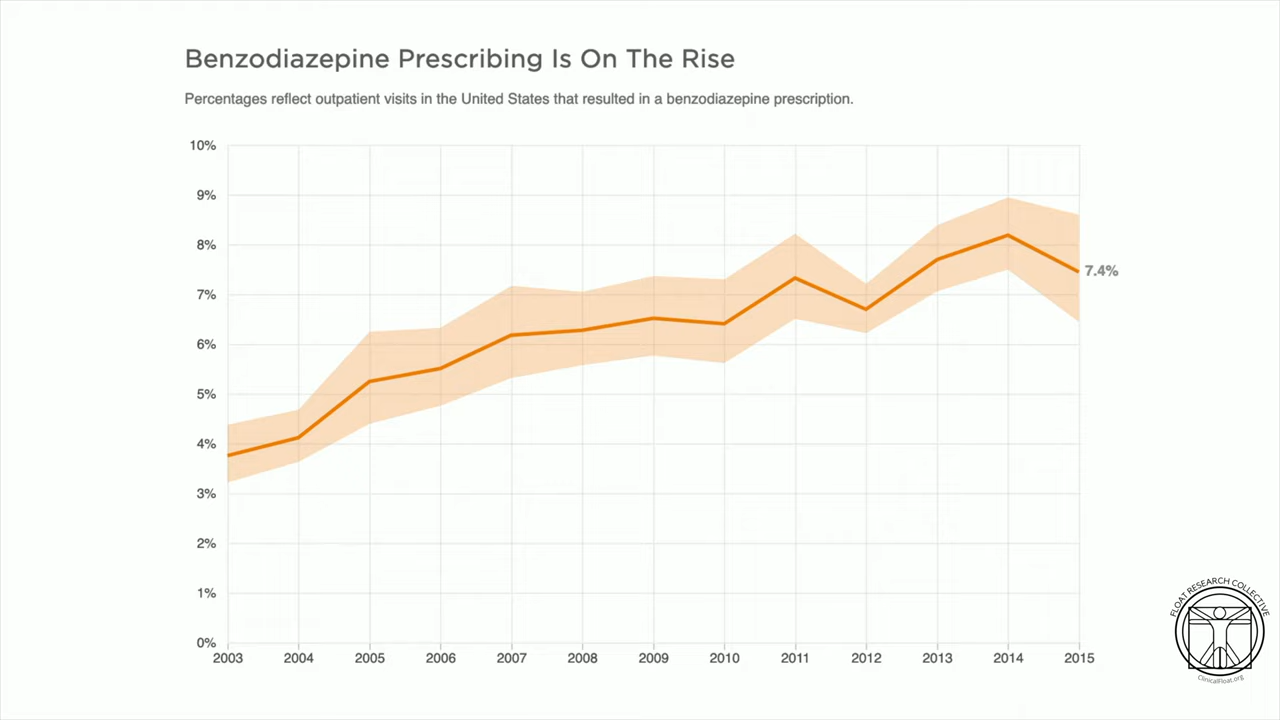 Benzodiazepine Prescribing Is On The Rise
Percentages reflect outpatient visits in the United States that resulted in a benzodiazepine prescription.
10%
9%
8%
7%
6%
5%
4%
3%
2%
1%
0%
7.4%
2003 2004 2005 2006 2007 2008 2009 2010 2011 2012 2013 2014 2015
FLOAT RESEARCH COLLECTIVE
ClinicalFloat.org